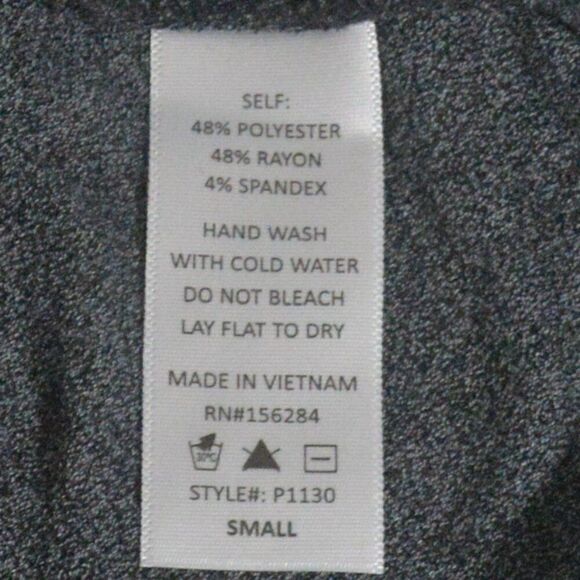 SELF:
48% POLYESTER
48% RAYON
4% SPANDEX
HAND WASH
WITH COLD WATER
DO NOT BLEACH
LAY FLAT TO DRY
MADE IN VIETNAM
RN#156284
30°C
STYLE#: P1130
SMALL